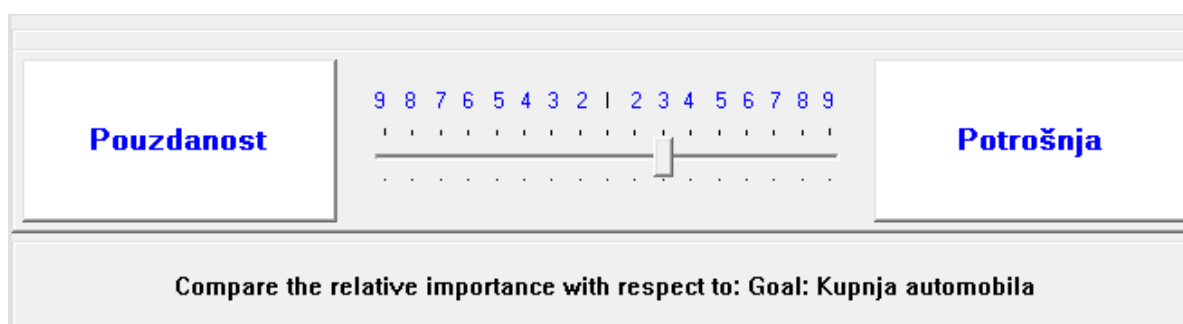 9 8 7 6 5 4 3 2 | 2 3 4 5 6 7 8 9
Pouzdanost
Potrošnja
Compare the relative importance with respect to: Goal: Kupnja automobila